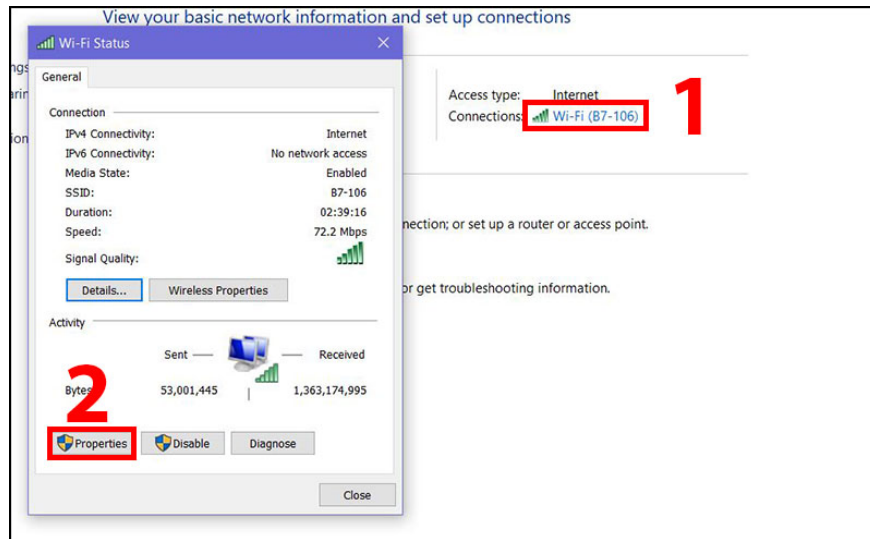 View your basic network information and set up connections
Wi-Fi Status
General
Connection
IPv4 Connectivity: Internet
IPv6 Connectivity: No network access
Media State: Enabled
SSID: B7-106
Duration: 02:39:16
Speed: 72.2 Mbps
Signal Quality:
Details... Wireless Properties
Activity
Sent Received
Bytes 53,001,445 1,363,174,995
2
Properties Disable Diagnose
Close
Access type: Internet
Connections: Wi-Fi (B7-106)
1
or set up a router or access point.
or get troubleshooting information.